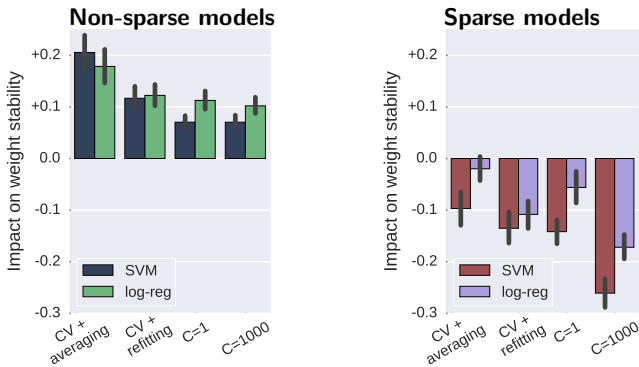 Non-sparse models
Impact on weight stability
+0.2
+0.1
0.0
-0.1
-0.2
-0.3
SVM
log-reg
CV +
averaging
CV +
refitting
C=1
C=1000
Sparse models
Impact on weight stability
+0.2
+0.1
0.0
-0.1
-0.2
-0.3
SVM
log-reg
CV +
averaging
CV +
refitting
C=1
C=1000